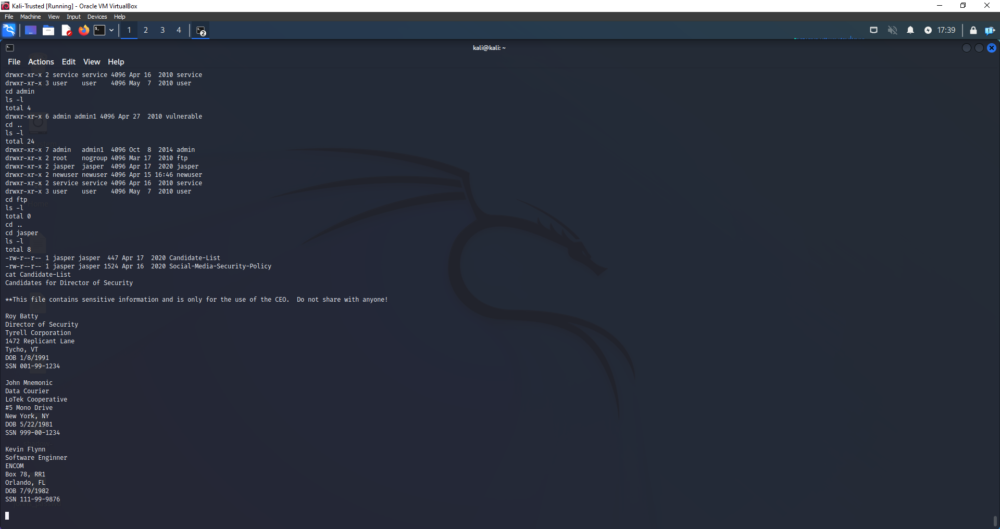 Kali-Trusted [Running] - Oracle VM VirtualBox
File Machine View Input Devices Help
1 2 3 4 2 17:39
kali@kali: ~
File Actions Edit View Help
drwxr-xr-x 2 service service 4096 Apr 16  2010 service
drwxr-xr-x 3 user    user    4096 May  7  2010 user
cd admin
ls -l
total 4
drwxr-xr-x 6 admin admin1 4096 Apr 27  2010 vulnerable
cd ..
ls -l
total 24
drwxr-xr-x 7 admin   admin1  4096 Oct  8  2014 admin
drwxr-xr-x 2 root    nogroup 4096 Mar 17  2010 ftp
drwxr-xr-x 2 jasper  jasper  4096 Apr 17  2020 jasper
drwxr-xr-x 2 newuser newuser 4096 Apr 15 16:46 newuser
drwxr-xr-x 2 service service 4096 Apr 16  2010 service
drwxr-xr-x 3 user    user    4096 May  7  2010 user
cd ftp
Home
ls -l
total 0
cd ..
cd jasper
ls -l
total 8
-rw-r--r-- 1 jasper jasper  447 Apr 17  2020 Candidate-List
-rw-r--r-- 1 jasper jasper 1524 Apr 16  2020 Social-Media-Security-Policy
cat Candidate-List
Candidates for Director of Security
**This file contains sensitive information and is only for the use of the CEO.  Do not share with anyone!
Roy Batty
Director of Security
Tyrell Corporation
1472 Replicant Lane
Tycho, VT
DOB 1/8/1991
SSN 001-99-1234
John Mnemonic
Data Courier
LoTek Cooperative
#5 Mono Drive
New York, NY
DOB 5/22/1981
SSN 999-00-1234
shadow
Kevin Flynn
Software Enginner
ENCOM
Box 78, RR1
Orlando, FL
DOB 7/9/1982
SSN 111-99-9876